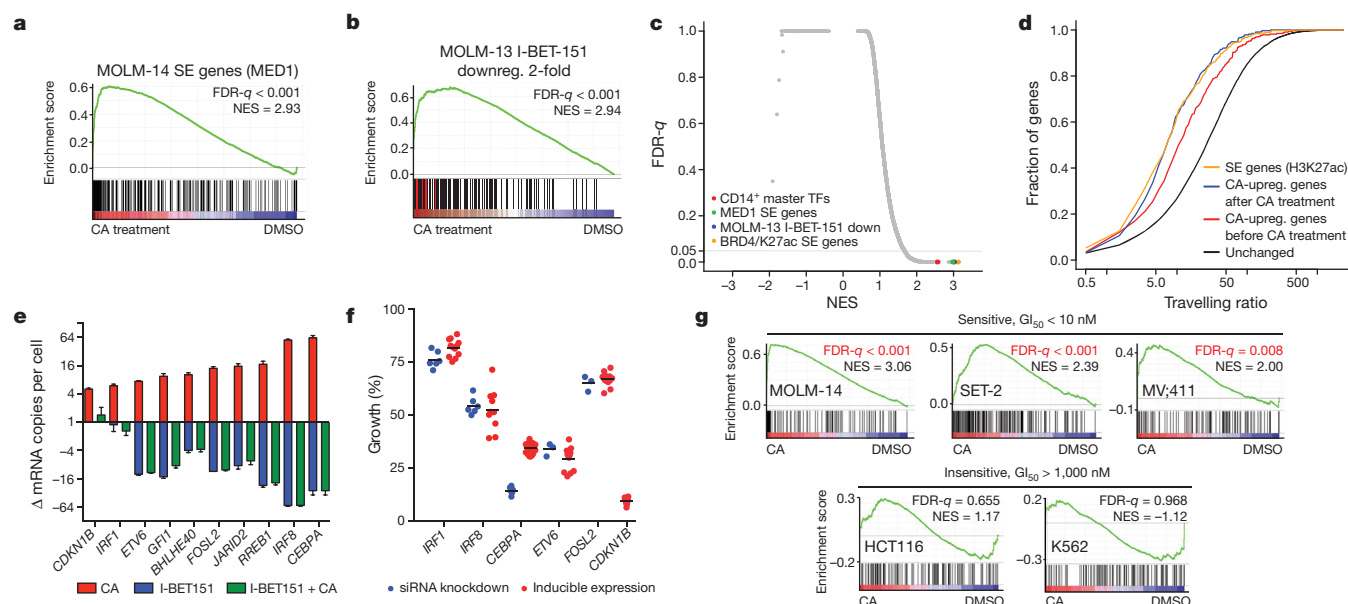 a
MOLM-14 SE genes (MED1)
FDR-q < 0.001
NES = 2.93
Enrichment score
0.6
0.4
0.2
0.0
CA treatment
DMSO
b
MOLM-13 I-BET-151
downreg. 2-fold
FDR-q < 0.001
NES = 2.94
Enrichment score
0.6
0.4
0.2
0
CA treatment
DMSO
c
FDR-q
1.0
0.8
0.6
0.4
1.0
0.05
0.0
CD14+ master TFs
MED1 SE genes
MOLM-13 I-BET-151 down
BRD4/K27ac SE genes
−3 −2 −1 0 1 2 3
NES
d
Fraction of genes
1.0
0.8
0.6
0.4
0.2
0.0
SE genes (H3K27ac)
CA-upreg. genes
after CA treatment
CA-upreg. genes
before CA treatment
Unchanged
0.5 5.0 50 500
Travelling ratio
e
Δ mRNA copies per cell
64
16
4
1
−4
−16
−64
CDKN1B
IRF1
ETV6
GFI1
BHLHE40
FOSL2
JARID2
RREB1
IRF8
CEBPA
CA
I-BET151
I-BET151 + CA
f
Growth (%)
100
75
50
25
0
IRF1
IRF8
CEBPA
ETV6
FOSL2
CDKN1B
siRNA knockdown
Inducible expression
g
Sensitive, GI50 < 10 nM
Enrichment score
0.6
0.4
0.2
0.0
FDR-q < 0.001
NES = 3.06
MOLM-14
CA
DMSO
0.5
0.0
FDR-q < 0.001
NES = 2.39
SET-2
CA
DMSO
0.4
−0.1
FDR-q = 0.008
NES = 2.00
MV;411
CA
DMSO
Insensitive, GI50 > 1,000 nM
Enrichment score
0.3
−0.2
FDR-q = 0.655
NES = 1.17
HCT116
CA
DMSO
0.2
−0.3
FDR-q = 0.968
NES = −1.12
K562
CA
DMSO